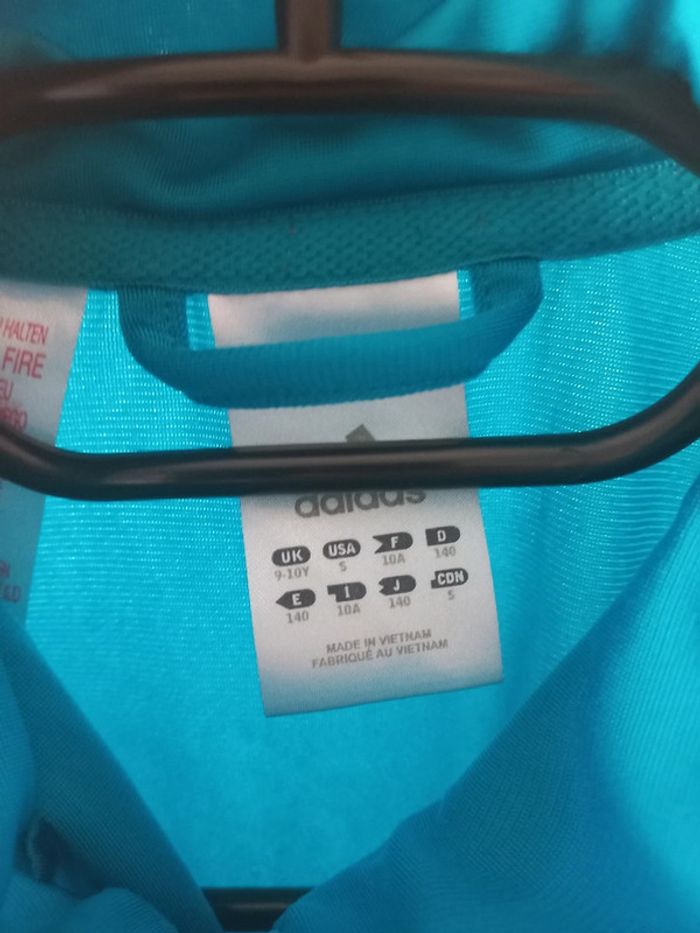 HALTEN
FIRE
adidas
UK USA F D
9-10Y S 10A 140
E I J CDN
140 10A 140 S
MADE IN VIETNAM
FABRIQUÉ AU VIETNAM